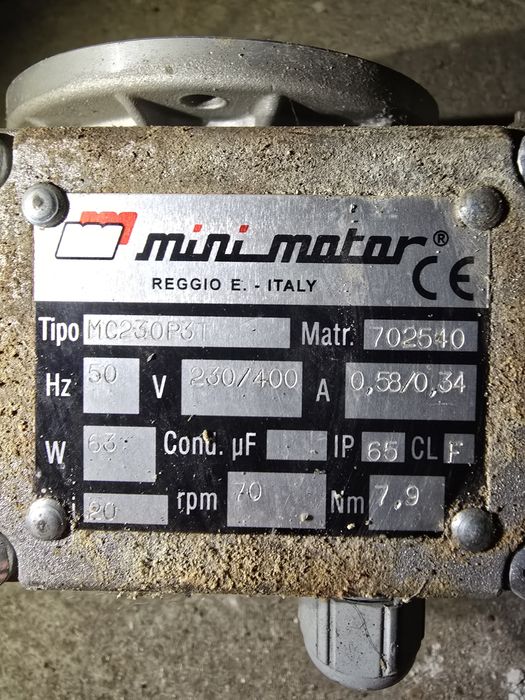 mini motor®
REGGIO E. - ITALY CE
Tipo MC230P3T Matr. 702540
Hz 50 V 230/400 A 0,58/0,34
W 63 Cond. µF IP 65 CL F
20 rpm 70 Nm 7,9